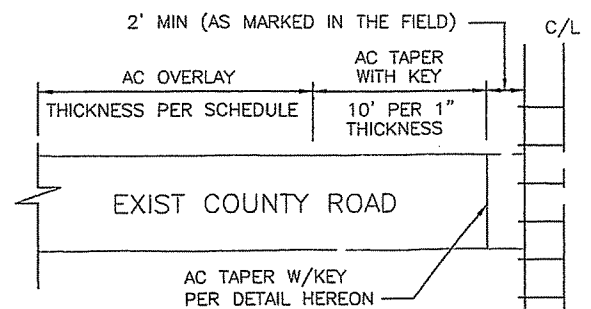 2' MIN (AS MARKED IN THE FIELD)
C/L
AC OVERLAY
THICKNESS PER SCHEDULE
AC TAPER
WITH KEY
10' PER 1"
THICKNESS
EXIST COUNTY ROAD
AC TAPER W/KEY
PER DETAIL HEREON